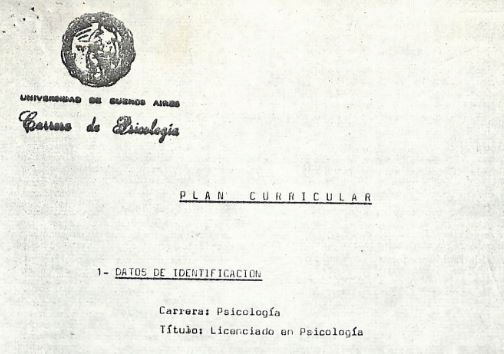 UNIVERSIDAD DE BUENOS AIRES
Carrera de Psicología
PLAN CURRICULAR
1- DATOS DE IDENTIFICACION
Carrera: Psicología
Título: Licenciado en Psicología